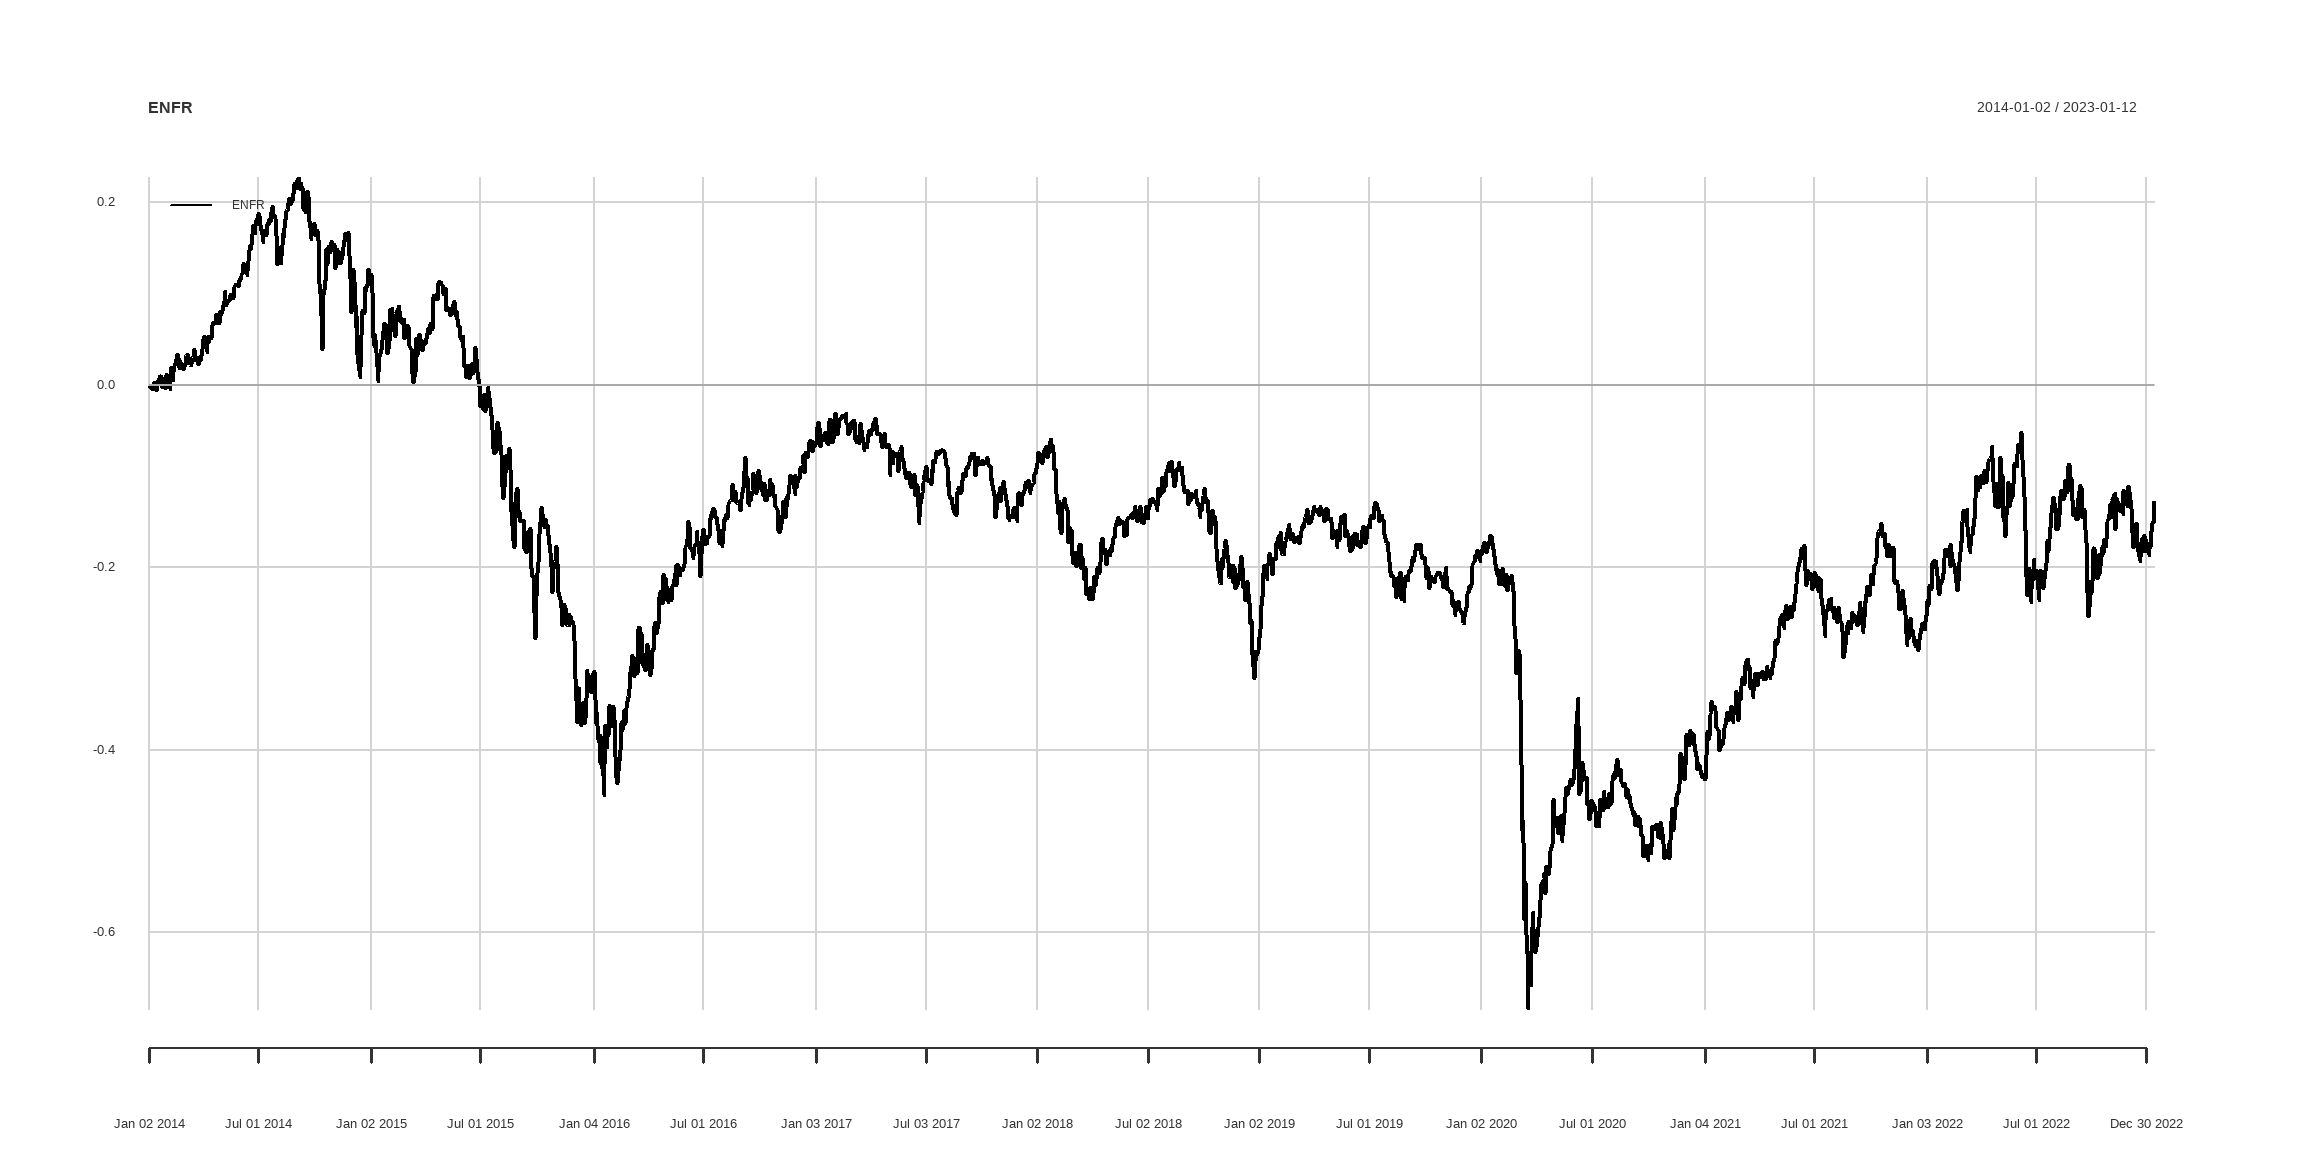 ENFR
2014-01-02 / 2023-01-12
ENFR
0.2
0.0
-0.2
-0.4
-0.6
Jan 02 2014
Jul 01 2014
Jan 02 2015
Jul 01 2015
Jan 04 2016
Jul 01 2016
Jan 03 2017
Jul 03 2017
Jan 02 2018
Jul 02 2018
Jan 02 2019
Jul 01 2019
Jan 02 2020
Jul 01 2020
Jan 04 2021
Jul 01 2021
Jan 03 2022
Jul 01 2022
Dec 30 2022